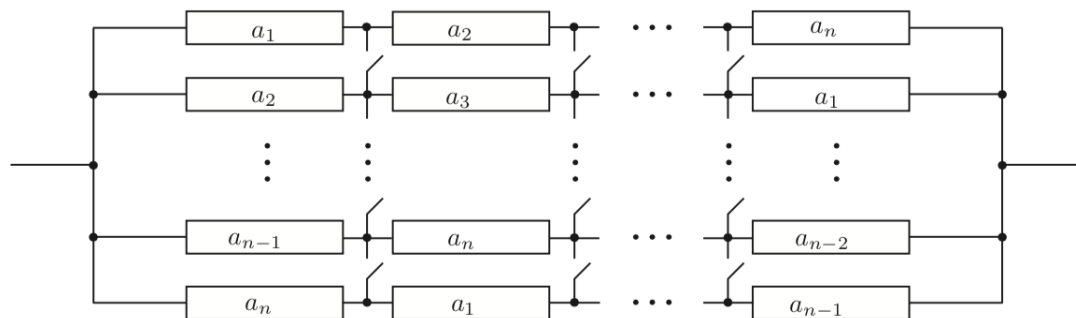 a₁ a₂ ··· aₙ
a₂ a₃ ··· a₁
aₙ₋₁ aₙ ··· aₙ₋₂
aₙ a₁ ··· aₙ₋₁